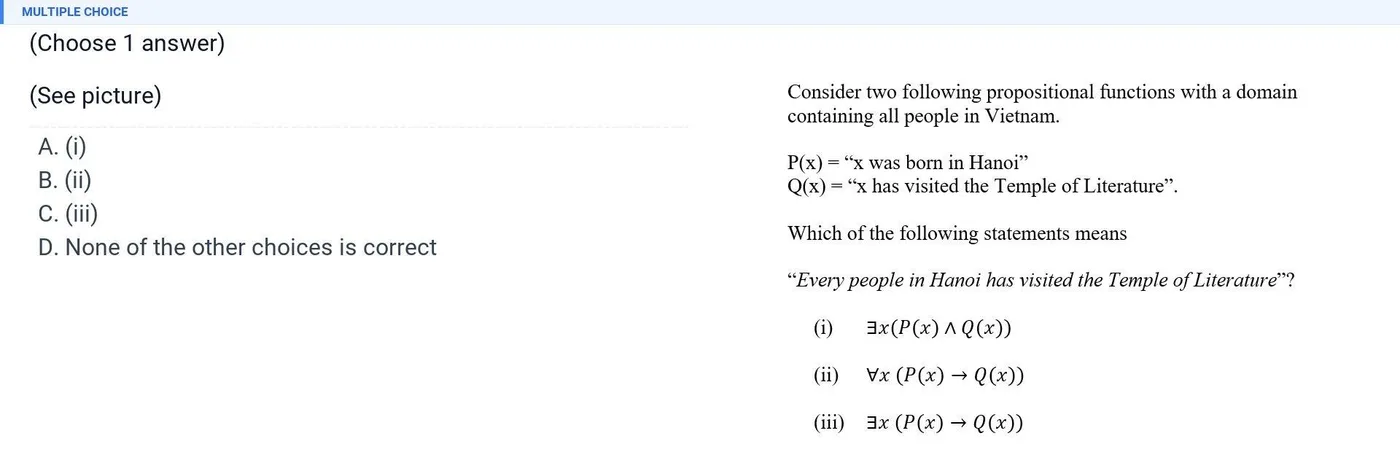 MULTIPLE CHOICE
(Choose 1 answer)
(See picture)
A. (i)
B. (ii)
C. (iii)
D. None of the other choices is correct
Consider two following propositional functions with a domain
containing all people in Vietnam.
P(x) = “x was born in Hanoi”
Q(x) = “x has visited the Temple of Literature”.
Which of the following statements means
“Every people in Hanoi has visited the Temple of Literature”?
(i) ∃x(P(x) ∧ Q(x))
(ii) ∀x (P(x) → Q(x))
(iii) ∃x (P(x) → Q(x))